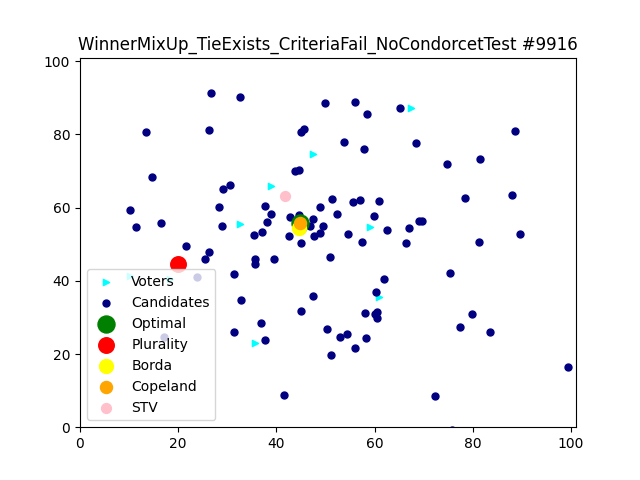 WinnerMixUp_TieExists_CriteriaFail_NoCondorcetTest #9916
100
80
60
40
20
0
Voters
Candidates
Optimal
Plurality
Borda
Copeland
STV
0 20 40 60 80 100